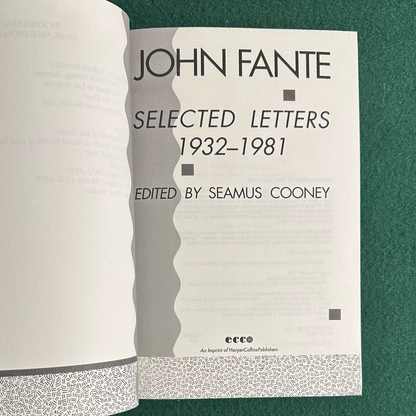 JOHN FANTE
SELECTED LETTERS
1932–1981
EDITED BY SEAMUS COONEY
ecco
An Imprint of HarperCollinsPublishers